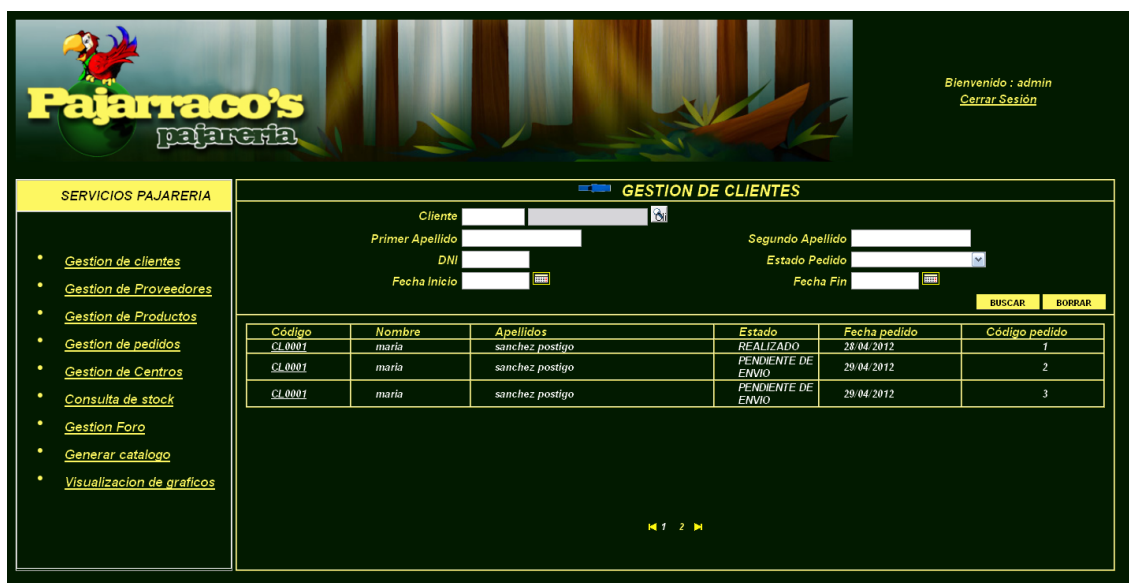 Pajarraco's
pajareria
Bienvenido : admin
Cerrar Sesión
SERVICIOS PAJARERIA
Gestion de clientes
Gestion de Proveedores
Gestion de Productos
Gestion de pedidos
Gestion de Centros
Consulta de stock
Gestion Foro
Generar catalogo
Visualizacion de graficos
GESTION DE CLIENTES
Cliente
Primer Apellido Segundo Apellido
DNI Estado Pedido
Fecha Inicio Fecha Fin
BUSCAR BORRAR
Código Nombre Apellidos Estado Fecha pedido Código pedido
CL0001 maria sanchez postigo REALIZADO 28/04/2012 1
CL0001 maria sanchez postigo PENDIENTE DE ENVIO 29/04/2012 2
CL0001 maria sanchez postigo PENDIENTE DE ENVIO 29/04/2012 3
1 2